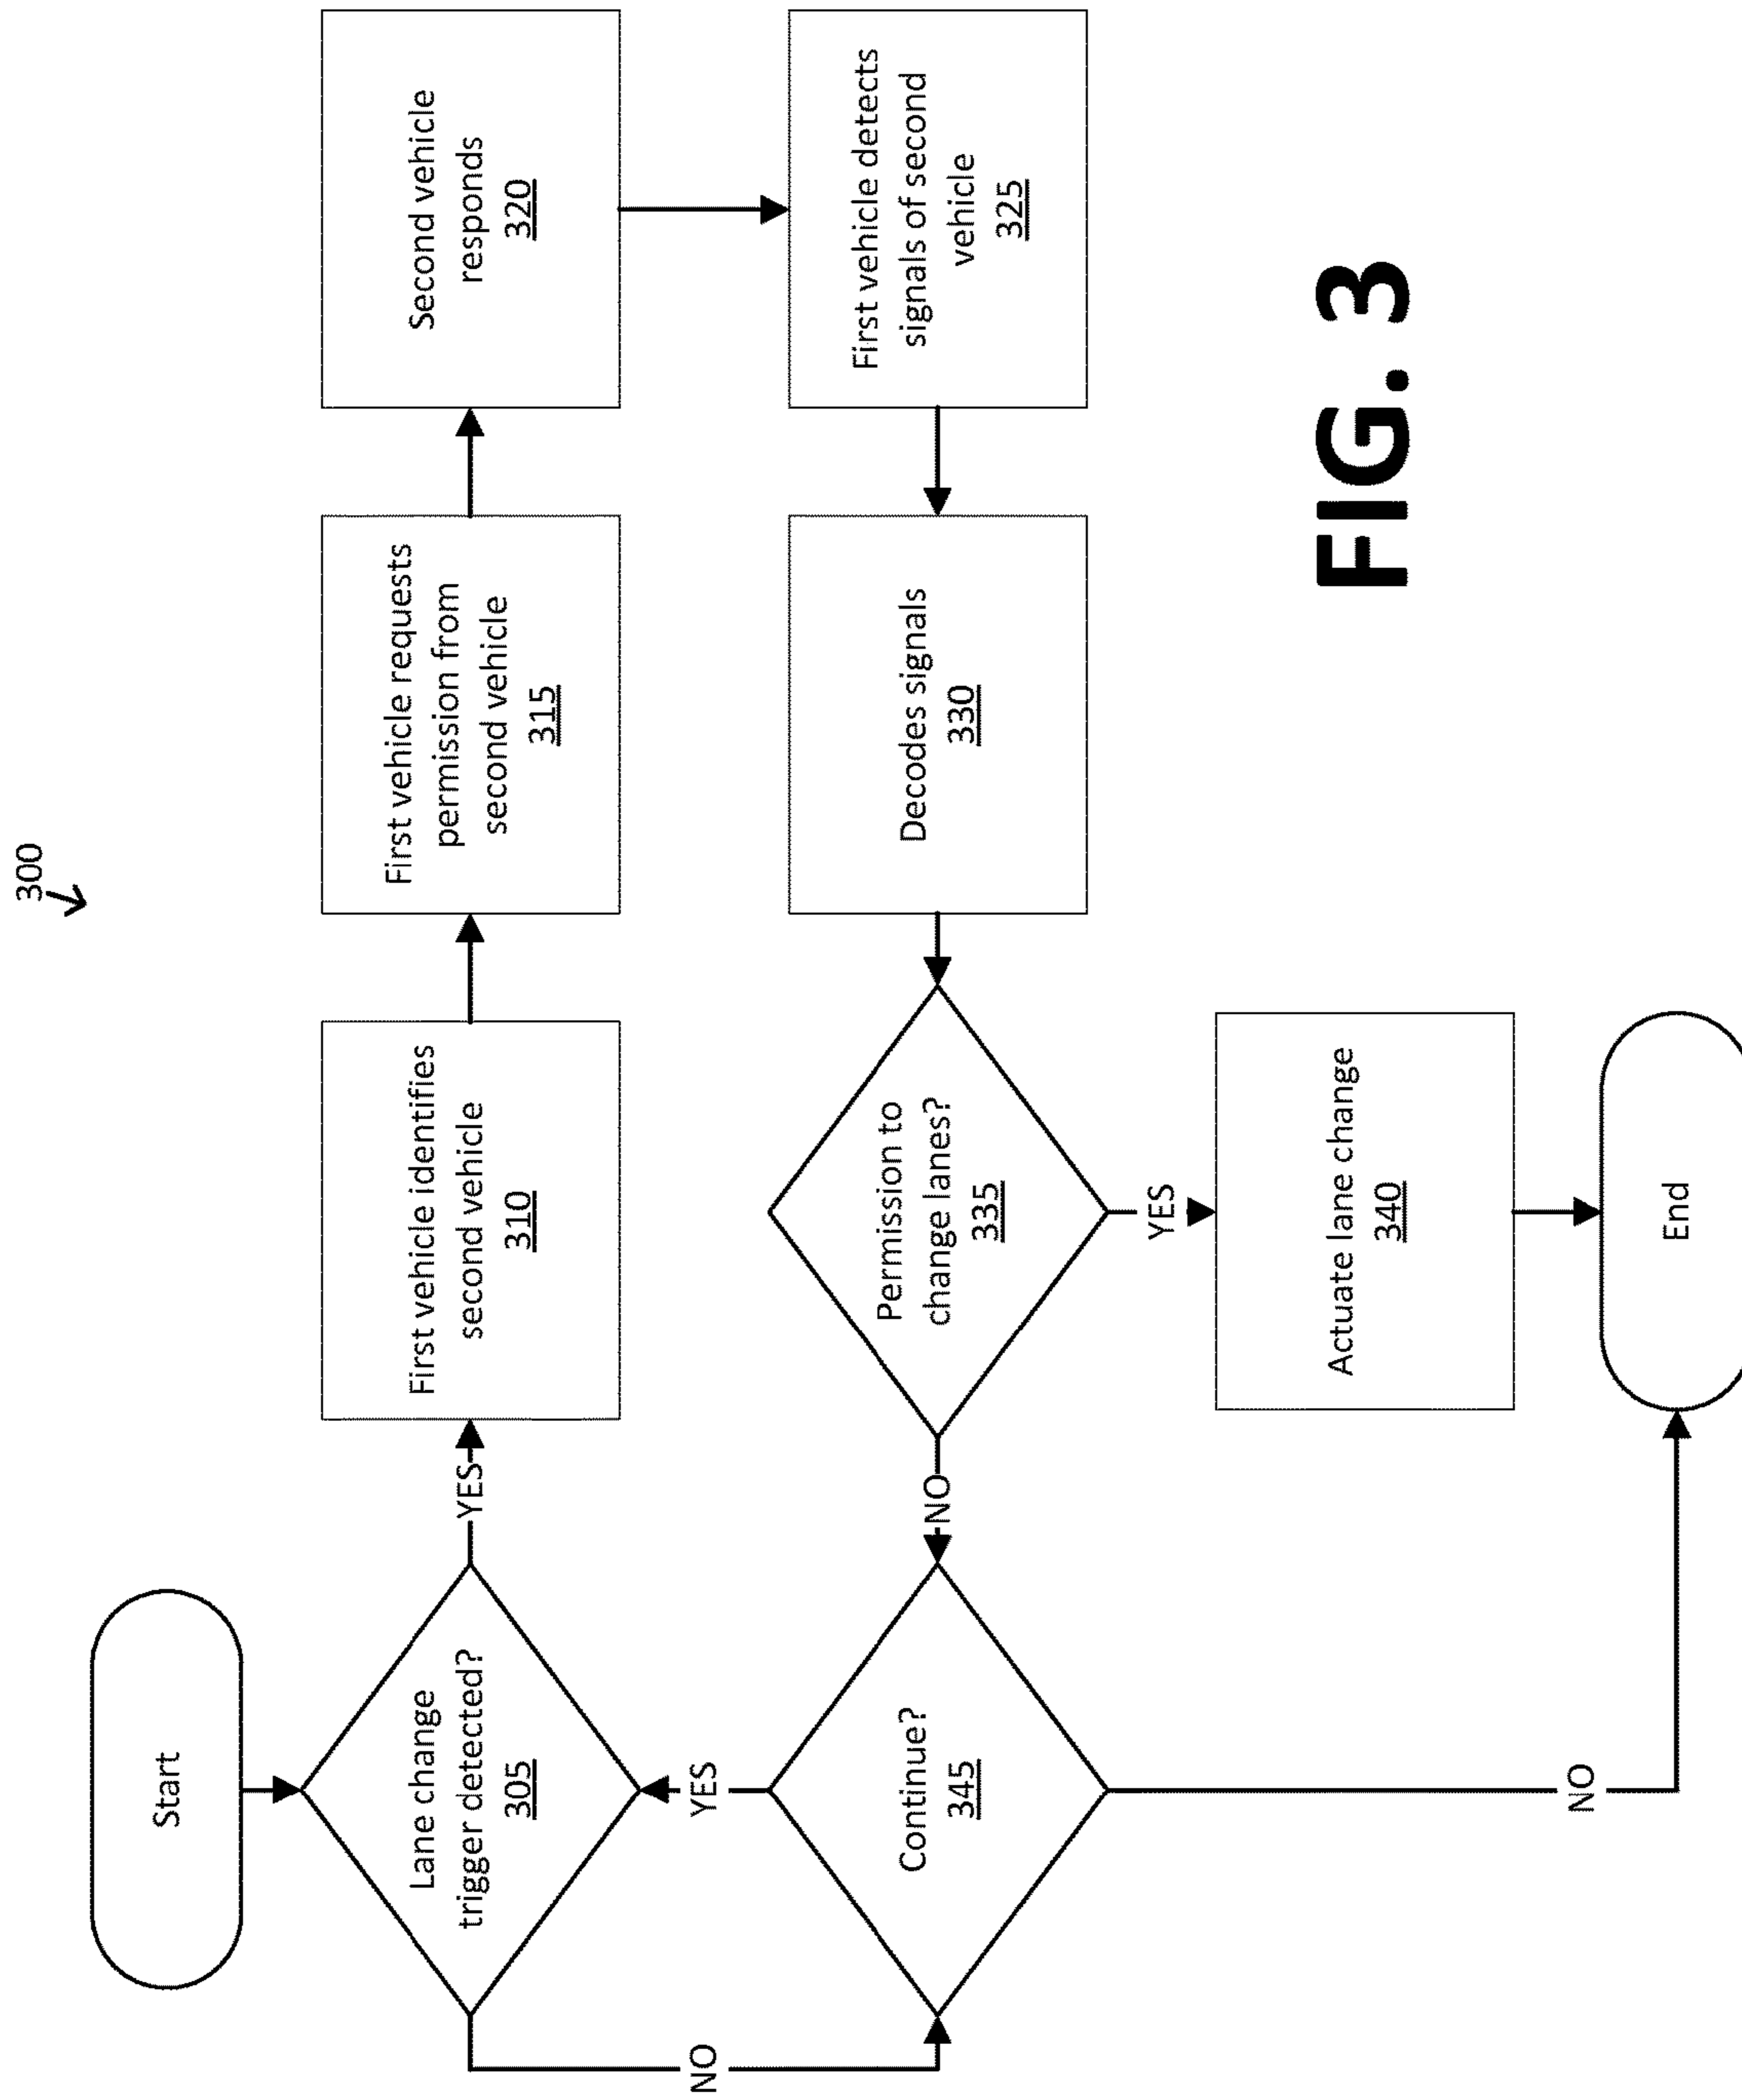 300
Start
Lane change
trigger detected?
305
YES
NO
First vehicle identifies
second vehicle
310
First vehicle requests
permission from
second vehicle
315
Second vehicle
responds
320
First vehicle detects
signals of second
vehicle
325
Decodes signals
330
Permission to
change lanes?
335
NO
YES
Continue?
345
YES
NO
Actuate lane change
340
End
FIG. 3